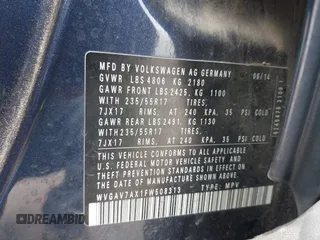 MFD BY VOLKSWAGEN AG GERMANY 08/14
GVWR LBS 4806 KG 2180
GAWR FRONT LBS 2425, KG 1100
WITH 235/55R17 TIRES,
7JX17 RIMS, AT 240 KPA, 35 PSI COLD
GAWR REAR LBS 2491, KG 1130
WITH 235/55R17 TIRES,
7JX17 RIMS, AT 240 KPA, 35 PSI COLD
THIS VEHICLE CONFORMS TO ALL APPLICABLE
FEDERAL MOTOR VEHICLE SAFETY AND
THEFT PREVENTION STANDARDS IN EFFECT
ON THE DATE OF MANUFACTURE SHOWN ABOVE
WVGAV7AX1FW508313 TYPE: MPV
DREAMBID